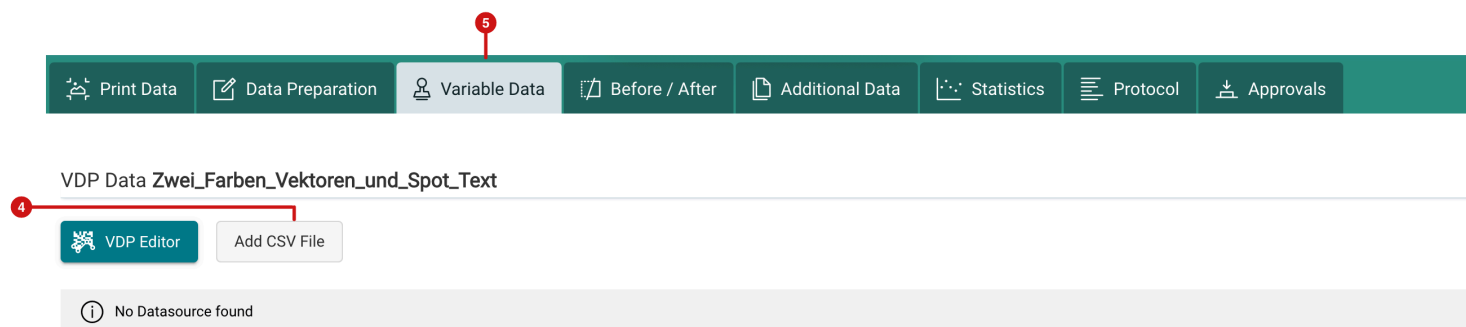 5
Print Data Data Preparation Variable Data Before / After Additional Data Statistics Protocol Approvals
VDP Data Zwei_Farben_Vektoren_und_Spot_Text
4
VDP Editor Add CSV File
No Datasource found